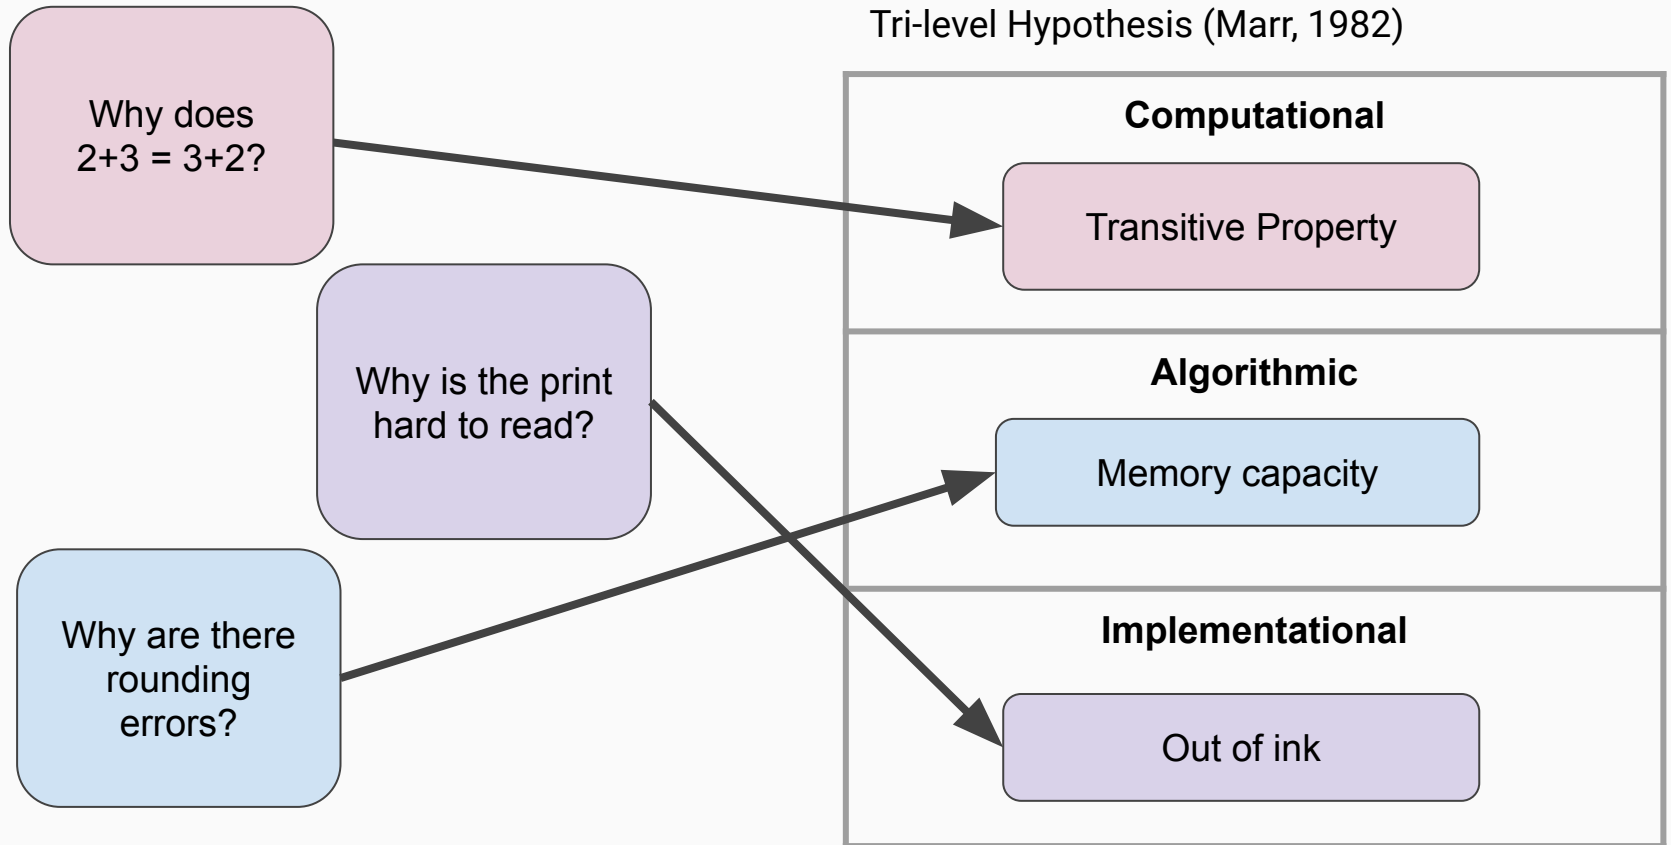 Tri-level Hypothesis (Marr, 1982)
Why does
2+3 = 3+2?
Computational
Transitive Property
Why is the print
hard to read?
Algorithmic
Memory capacity
Why are there
rounding
errors?
Implementational
Out of ink